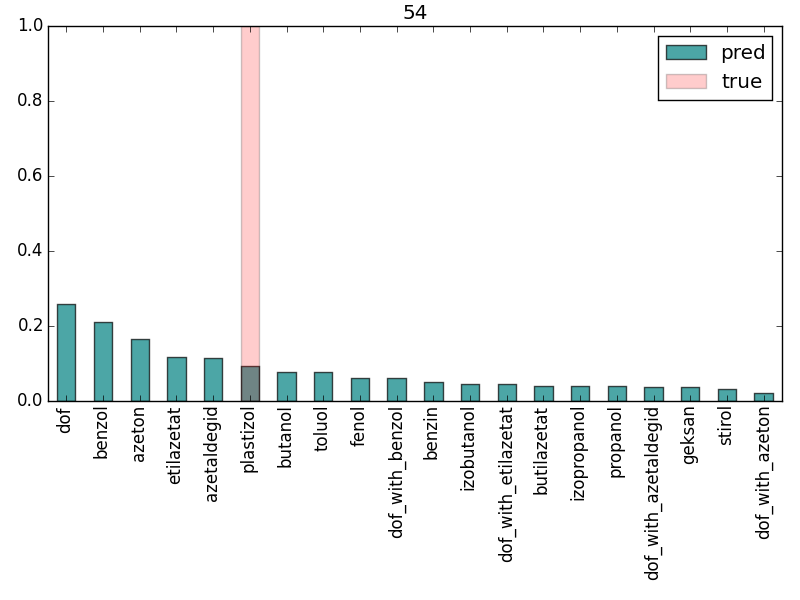 54
1.0
0.8
0.6
0.4
0.2
0.0
pred
true
dof
benzol
azeton
etilazetat
azetaldegid
plastizol
butanol
toluol
fenol
dof_with_benzol
benzin
izobutanol
dof_with_etilazetat
butilazetat
izopropanol
propanol
dof_with_azetaldegid
geksan
stirol
dof_with_azeton